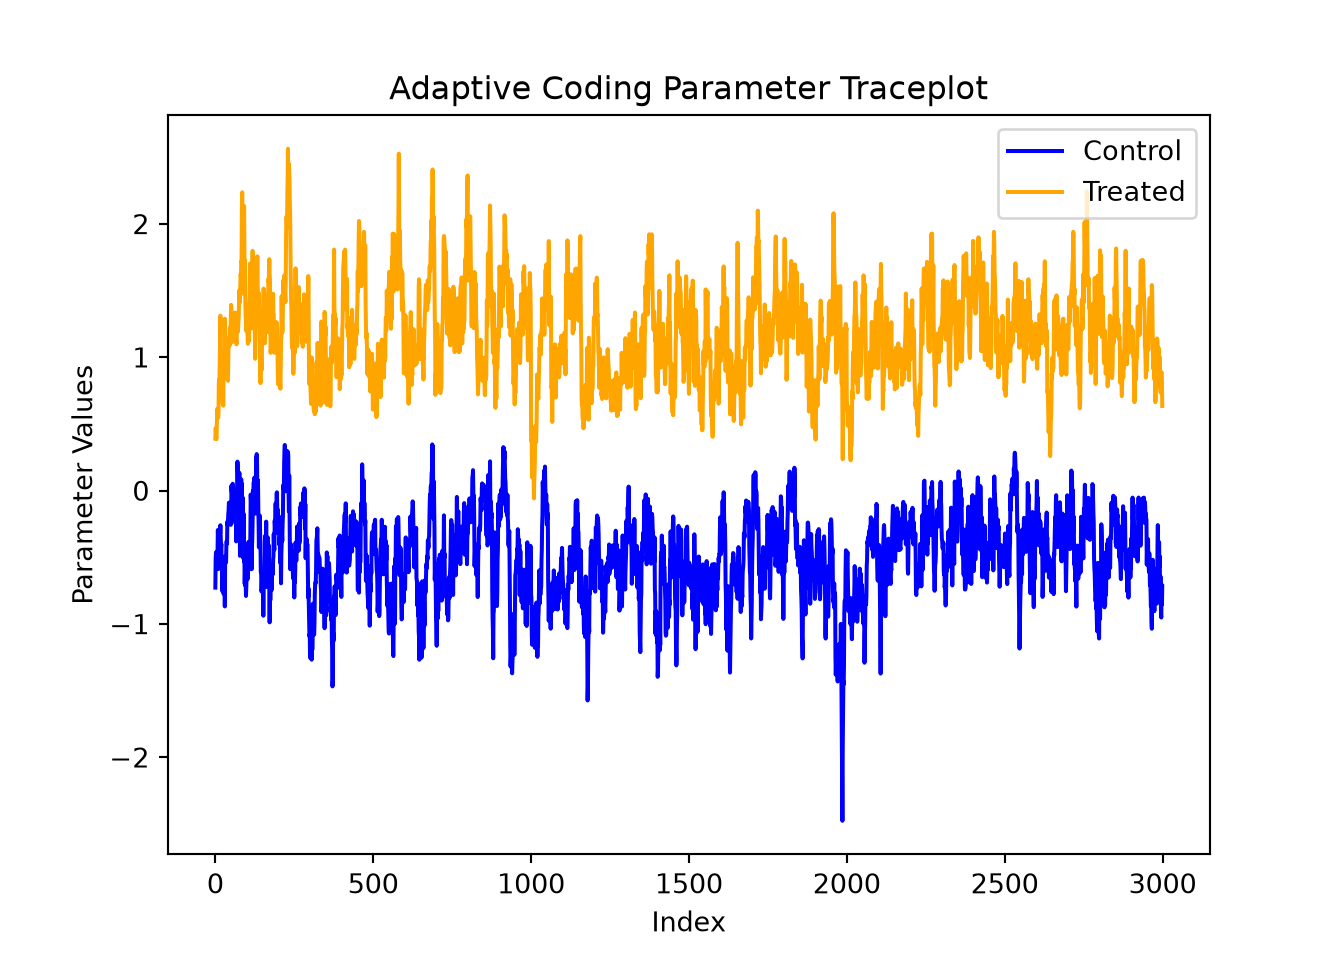 Adaptive Coding Parameter Traceplot
Control
Treated
Parameter Values
2
1
0
−1
−2
0 500 1000 1500 2000 2500 3000
Index